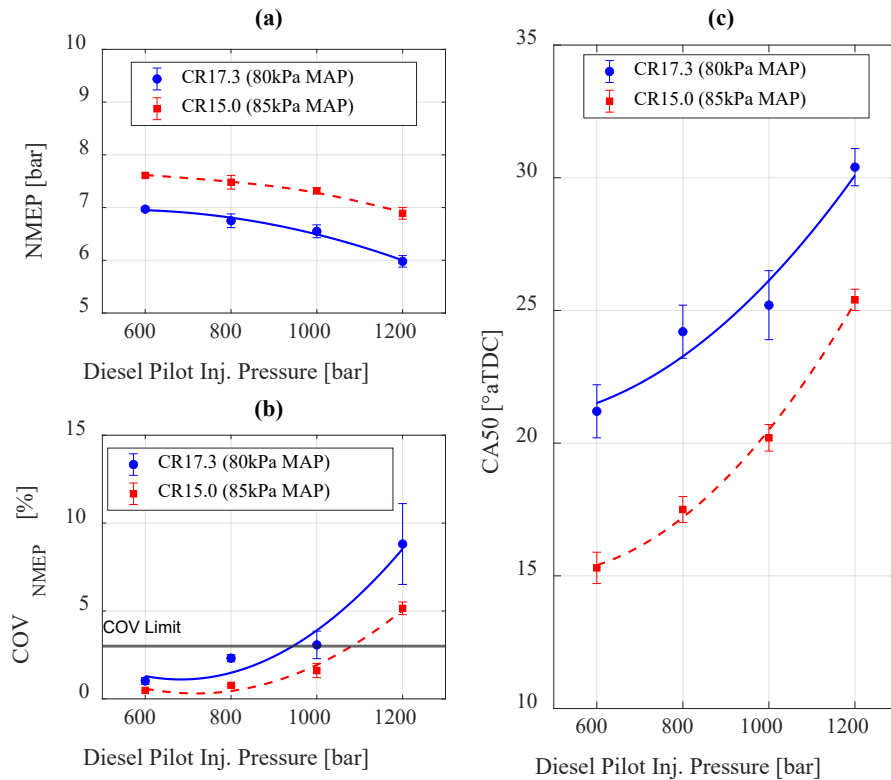 (a)
10
9
8
7
6
5
NMEP [bar]
CR17.3 (80kPa MAP)
CR15.0 (85kPa MAP)
600 800 1000 1200
Diesel Pilot Inj. Pressure [bar]
(b)
15
10
5
0
COV NMEP [%]
CR17.3 (80kPa MAP)
CR15.0 (85kPa MAP)
COV Limit
600 800 1000 1200
Diesel Pilot Inj. Pressure [bar]
(c)
35
30
25
20
15
10
CA50 [°aTDC]
CR17.3 (80kPa MAP)
CR15.0 (85kPa MAP)
600 800 1000 1200
Diesel Pilot Inj. Pressure [bar]